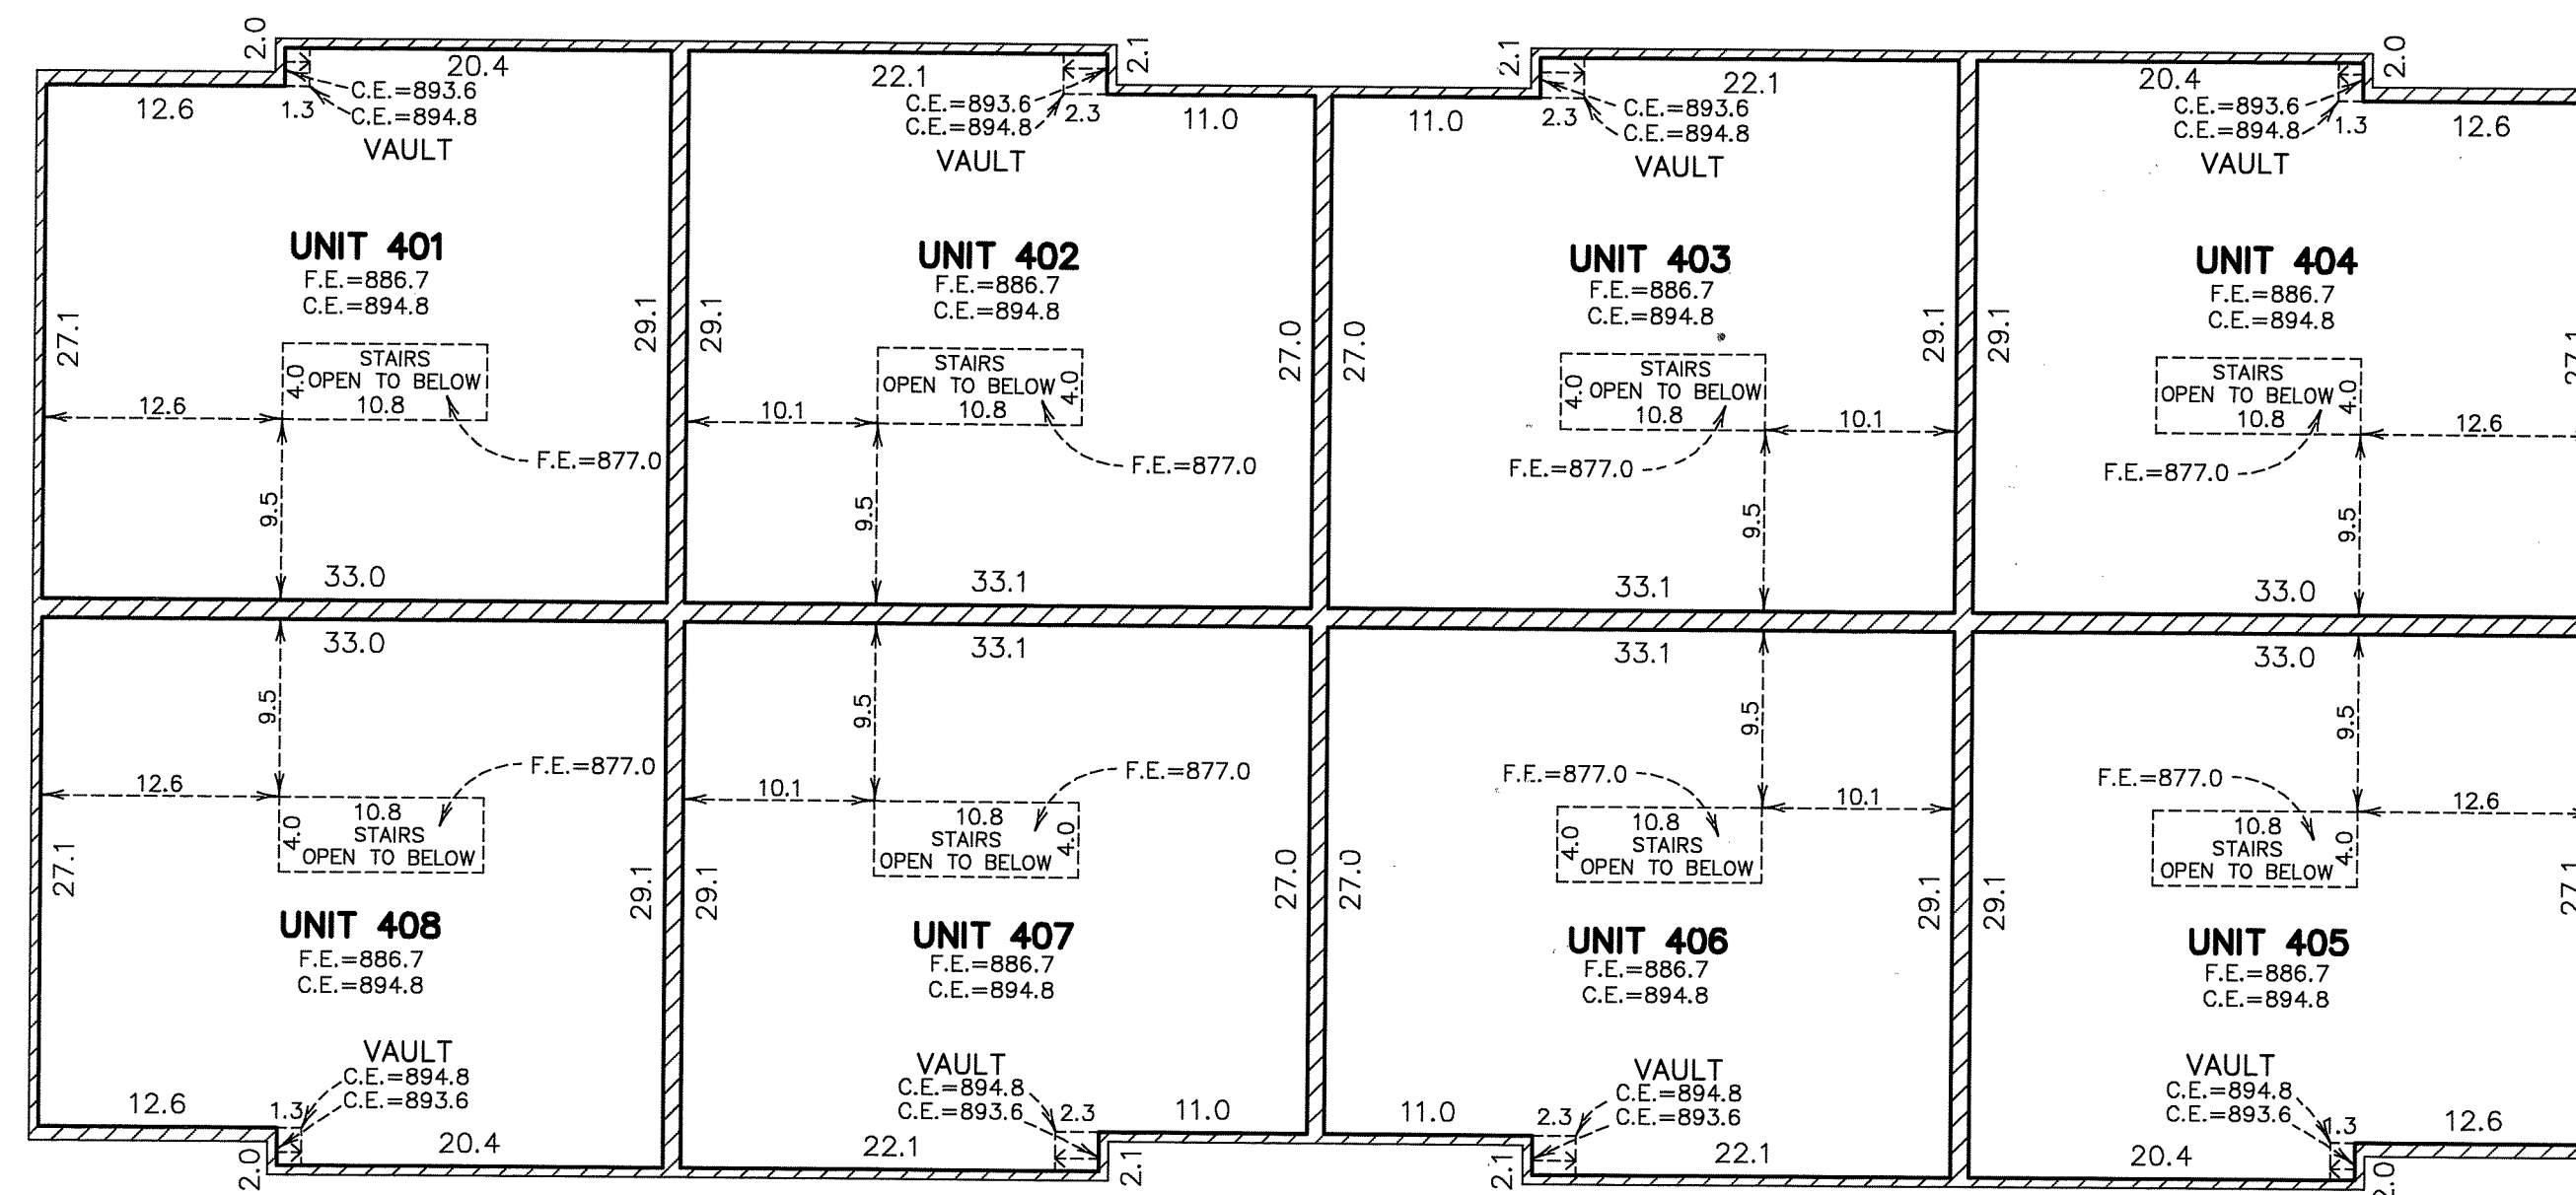 2.0
20.4
12.6
1.3
C.E.=893.6
C.E.=894.8
VAULT
UNIT 401
F.E.=886.7
C.E.=894.8
27.1
29.1
STAIRS
OPEN TO BELOW
4.0
10.8
12.6
F.E.=877.0
9.5
33.0
22.1
2.1
C.E.=893.6
C.E.=894.8
2.3
11.0
VAULT
UNIT 402
F.E.=886.7
C.E.=894.8
29.1
27.0
STAIRS
OPEN TO BELOW
4.0
10.8
10.1
F.E.=877.0
9.5
33.1
2.1
22.1
11.0
2.3
C.E.=893.6
C.E.=894.8
VAULT
UNIT 403
F.E.=886.7
C.E.=894.8
27.0
29.1
STAIRS
OPEN TO BELOW
4.0
10.8
10.1
F.E.=877.0
9.5
33.1
2.0
20.4
C.E.=893.6
C.E.=894.8
1.3
12.6
VAULT
UNIT 404
F.E.=886.7
C.E.=894.8
29.1
27.1
STAIRS
OPEN TO BELOW
4.0
10.8
12.6
F.E.=877.0
9.5
33.0
33.0
9.5
F.E.=877.0
12.6
10.8
4.0
STAIRS
OPEN TO BELOW
27.1
29.1
UNIT 408
F.E.=886.7
C.E.=894.8
VAULT
C.E.=894.8
C.E.=893.6
12.6
1.3
20.4
2.0
33.1
9.5
F.E.=877.0
10.1
10.8
4.0
STAIRS
OPEN TO BELOW
29.1
27.0
UNIT 407
F.E.=886.7
C.E.=894.8
VAULT
C.E.=894.8
C.E.=893.6
2.3
11.0
22.1
2.1
33.1
9.5
F.E.=877.0
10.1
10.8
4.0
STAIRS
OPEN TO BELOW
27.0
29.1
UNIT 406
F.E.=886.7
C.E.=894.8
VAULT
C.E.=894.8
C.E.=893.6
11.0
2.3
22.1
2.1
33.0
9.5
F.E.=877.0
12.6
10.8
4.0
STAIRS
OPEN TO BELOW
29.1
27.1
UNIT 405
F.E.=886.7
C.E.=894.8
VAULT
C.E.=894.8
C.E.=893.6
1.3
12.6
20.4
2.0